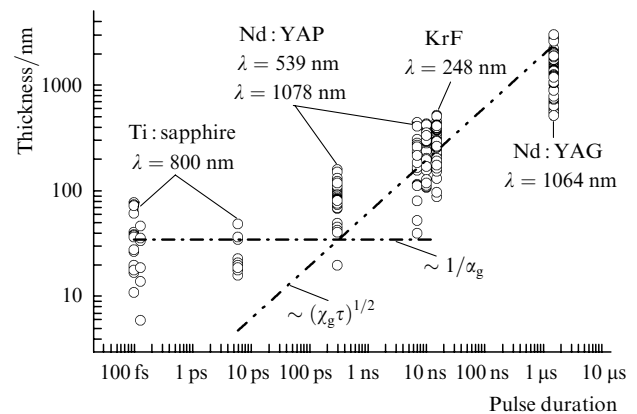 Thickness/nm
1000
100
10
Ti : sapphire
λ = 800 nm
Nd : YAP
λ = 539 nm
λ = 1078 nm
KrF
λ = 248 nm
Nd : YAG
λ = 1064 nm
~ 1/α_g
~ (χ_gτ)^1/2
100 fs 1 ps 10 ps 100 ps 1 ns 10 ns 100 ns 1 μs 10 μs
Pulse duration